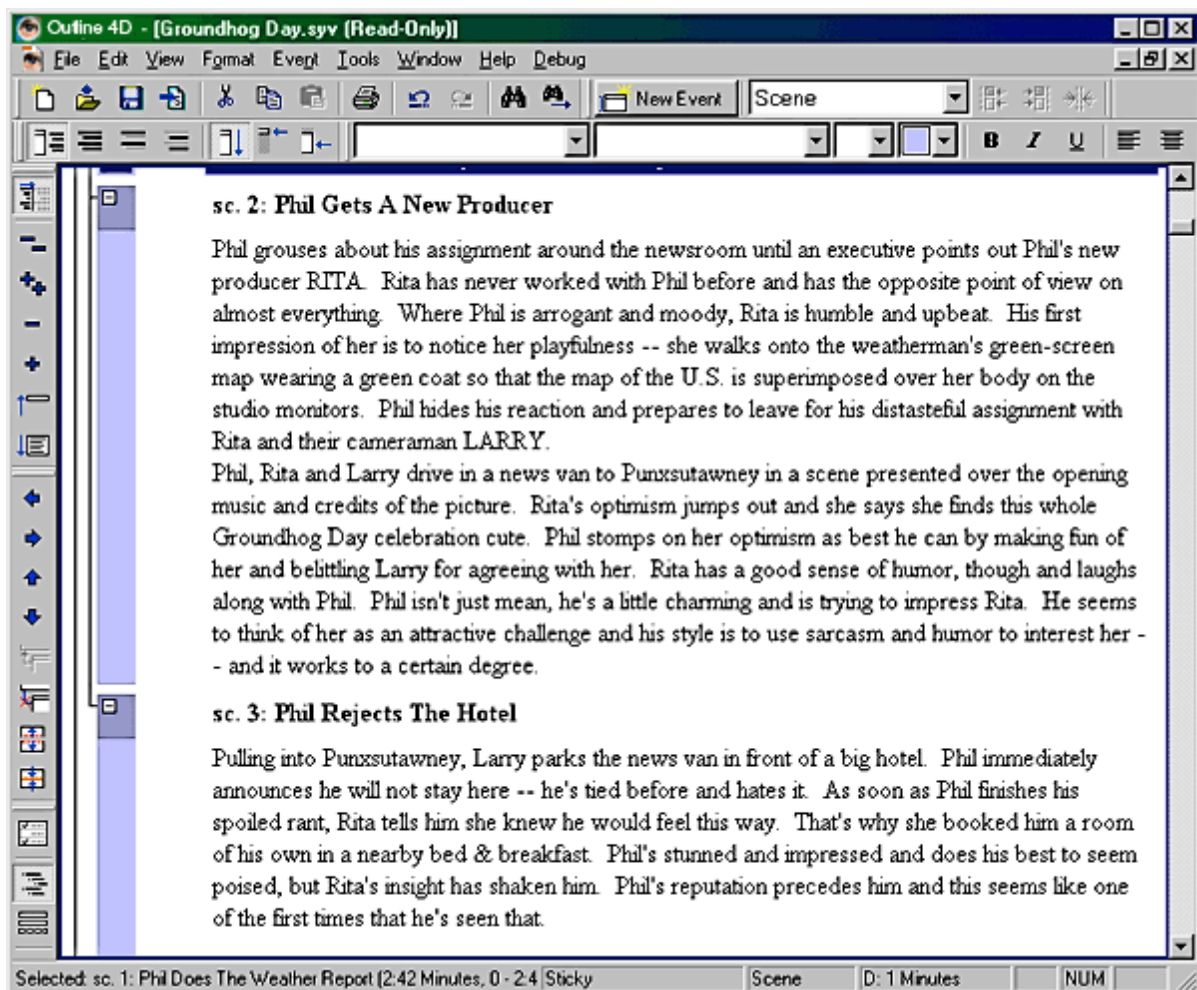 Outline 4D - [Groundhog Day.syv (Read-Only)]
File Edit View Format Event Tools Window Help Debug
New Event Scene
B I U
sc. 2: Phil Gets A New Producer
Phil grouses about his assignment around the newsroom until an executive points out Phil's new
producer RITA. Rita has never worked with Phil before and has the opposite point of view on
almost everything. Where Phil is arrogant and moody, Rita is humble and upbeat. His first
impression of her is to notice her playfulness -- she walks onto the weatherman's green-screen
map wearing a green coat so that the map of the U.S. is superimposed over her body on the
studio monitors. Phil hides his reaction and prepares to leave for his distasteful assignment with
Rita and their cameraman LARRY.
Phil, Rita and Larry drive in a news van to Punxsutawney in a scene presented over the opening
music and credits of the picture. Rita's optimism jumps out and she says she finds this whole
Groundhog Day celebration cute. Phil stomps on her optimism as best he can by making fun of
her and belittling Larry for agreeing with her. Rita has a good sense of humor, though and laughs
along with Phil. Phil isn't just mean, he's a little charming and is trying to impress Rita. He seems
to think of her as an attractive challenge and his style is to use sarcasm and humor to interest her -
- and it works to a certain degree.
sc. 3: Phil Rejects The Hotel
Pulling into Punxsutawney, Larry parks the news van in front of a big hotel. Phil immediately
announces he will not stay here -- he's tied before and hates it. As soon as Phil finishes his
spoiled rant, Rita tells him she knew he would feel this way. That's why she booked him a room
of his own in a nearby bed & breakfast. Phil's stunned and impressed and does his best to seem
poised, but Rita's insight has shaken him. Phil's reputation precedes him and this seems like one
of the first times that he's seen that.
Selected: sc. 1: Phil Does The Weather Report (2:42 Minutes, 0 - 2:4 Sticky Scene D: 1 Minutes NUM